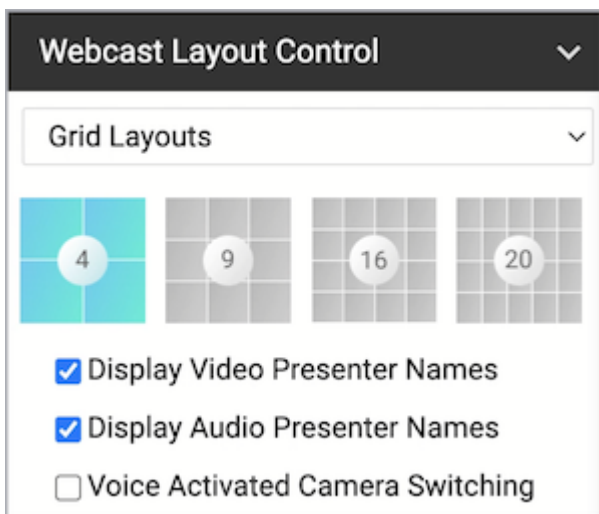 Webcast Layout Control
Grid Layouts
4 9 16 20
Display Video Presenter Names
Display Audio Presenter Names
Voice Activated Camera Switching